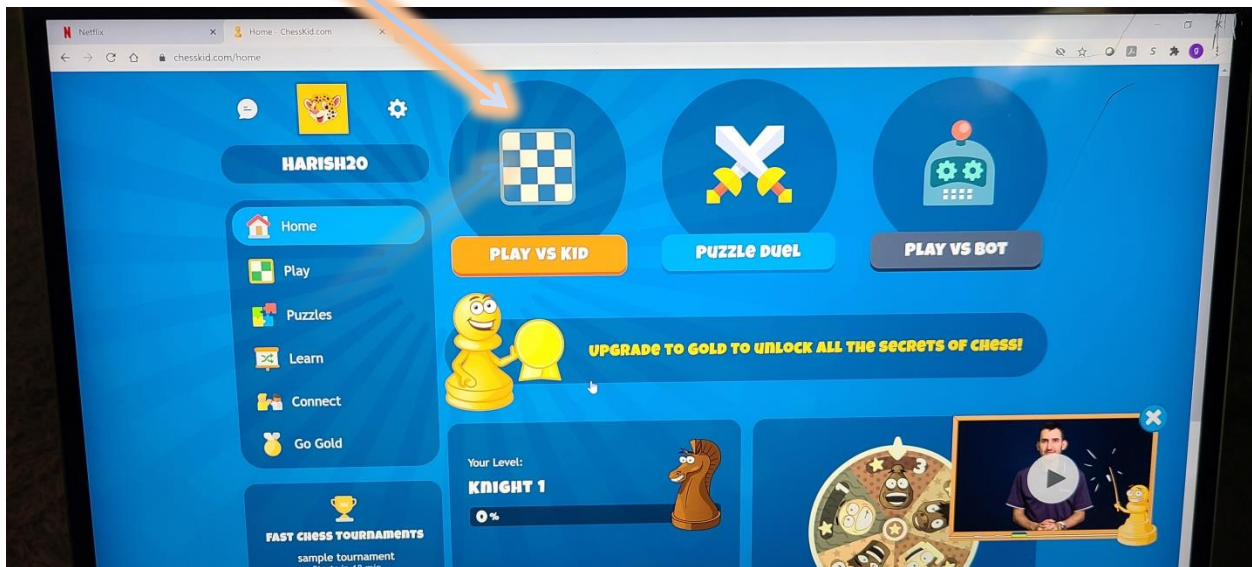 Netflix
Home - ChessKid.com
chesskid.com/home
HARISH20
Home
Play
Puzzles
Learn
Connect
Go Gold
FAST CHESS TOURNAMENTS
sample tournament
PLAY VS KID
PUZZLE DUEL
PLAY VS BOT
UPGRADE TO GOLD TO UNLOCK ALL THE SECRETS OF CHESS!
Your Level:
KNIGHT 1
0%
1
3